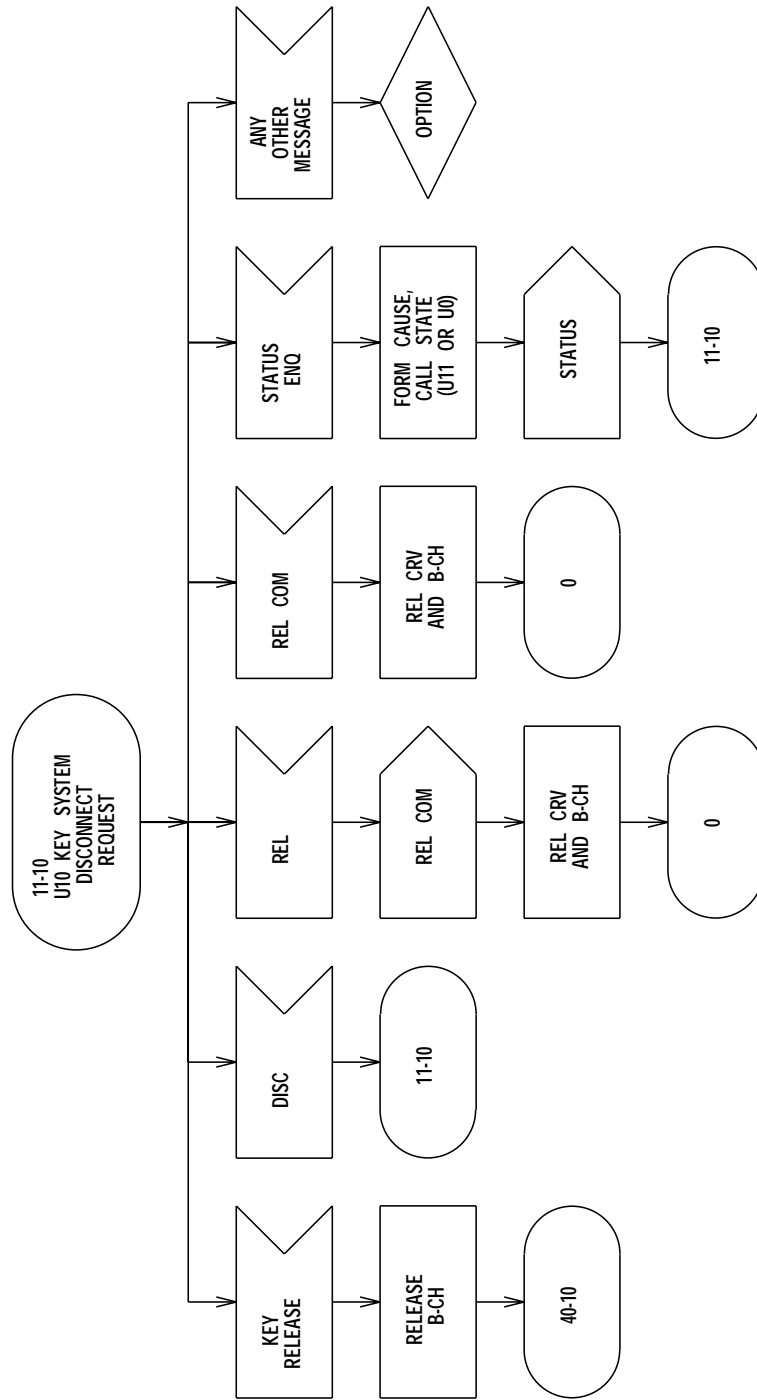 11-10
U10 KEY SYSTEM
DISCONNECT
REQUEST
KEY
RELEASE
RELEASE
B-CH
40-10
DISC
11-10
REL
REL COM
REL CRV
AND B-CH
0
REL COM
REL CRV
AND B-CH
0
STATUS
ENQ
FORM CAUSE,
CALL STATE
(U11 OR U0)
STATUS
11-10
ANY
OTHER
MESSAGE
OPTION